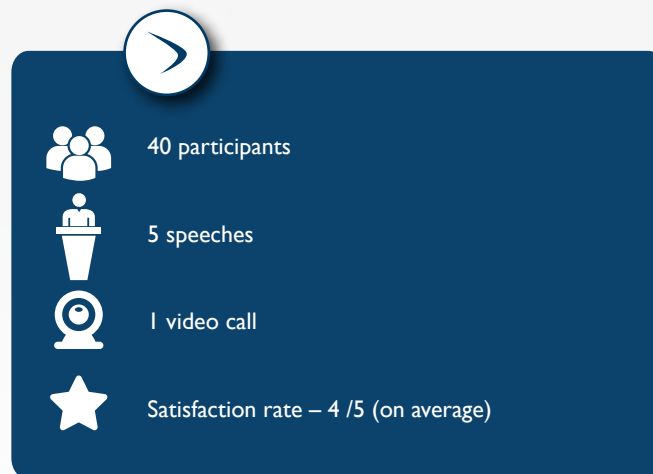 40 participants
5 speeches
1 video call
Satisfaction rate – 4 /5 (on average)